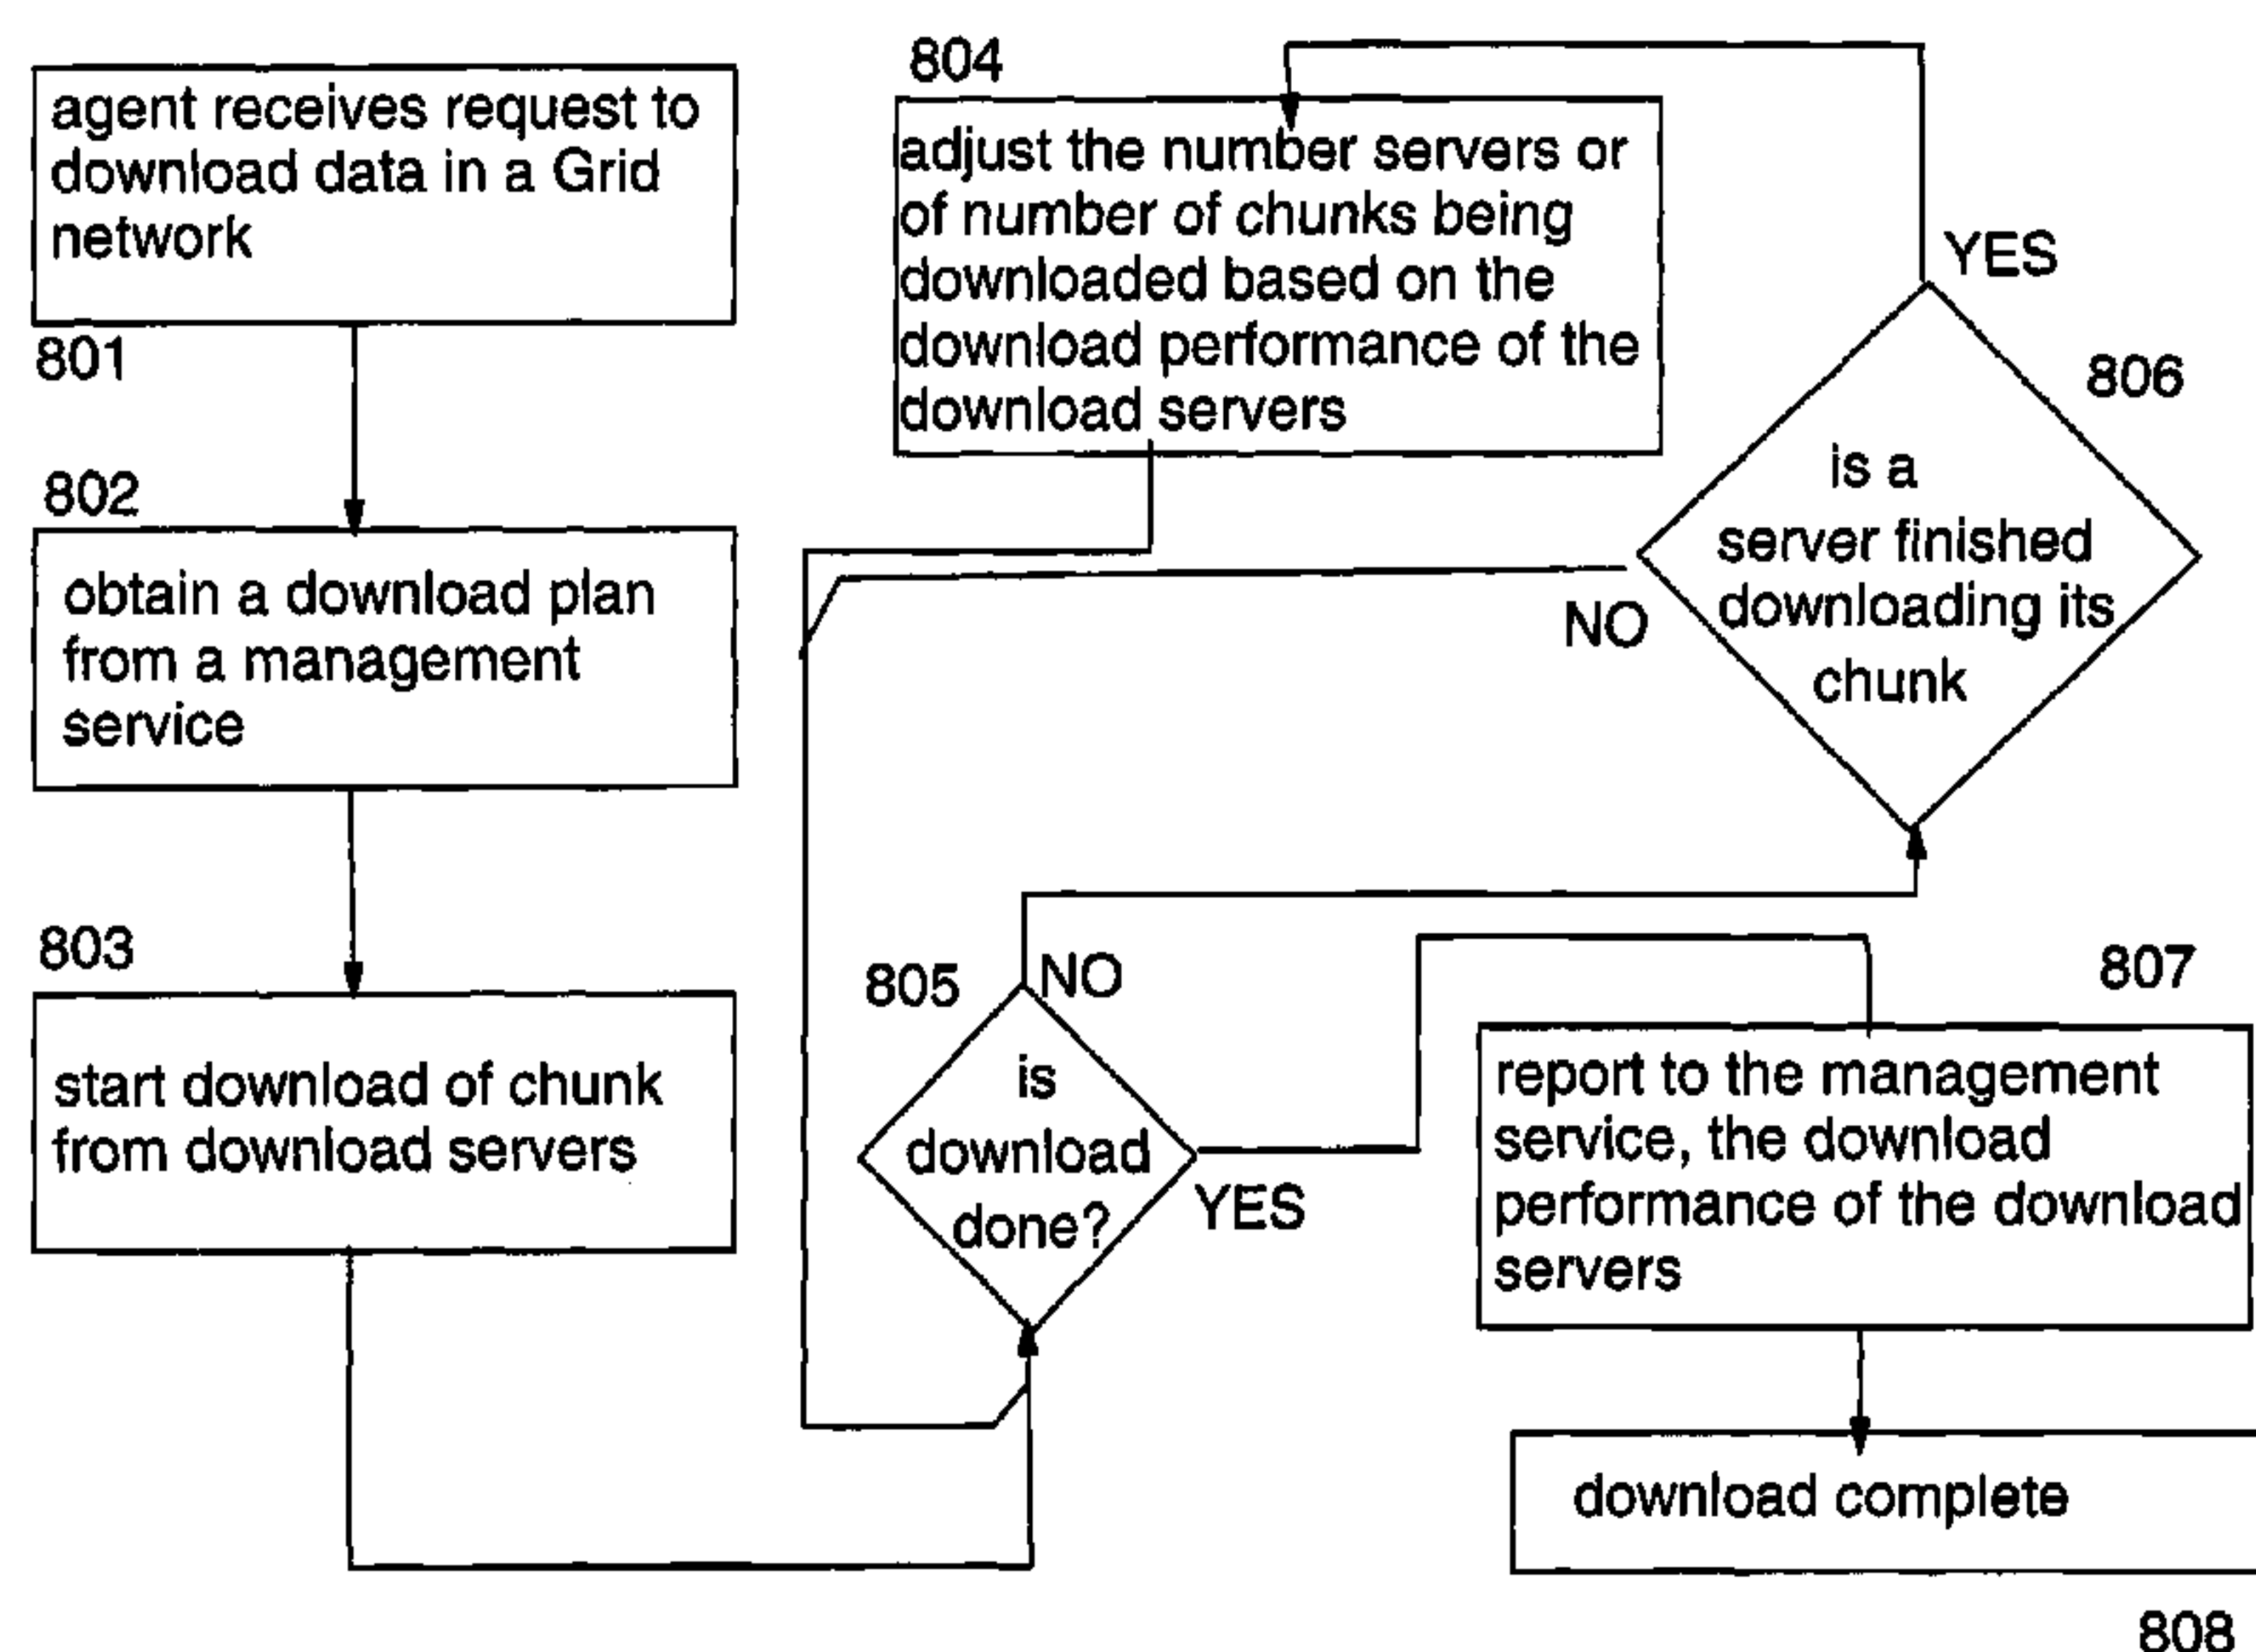 agent receives request to
download data in a Grid
network
801
802
obtain a download plan
from a management
service
803
start download of chunk
from download servers
804
adjust the number servers or
of number of chunks being
downloaded based on the
download performance of the
download servers
YES
806
is a
server finished
downloading its
chunk
NO
805
NO
is
download
done?
YES
807
report to the management
service, the download
performance of the download
servers
download complete
808